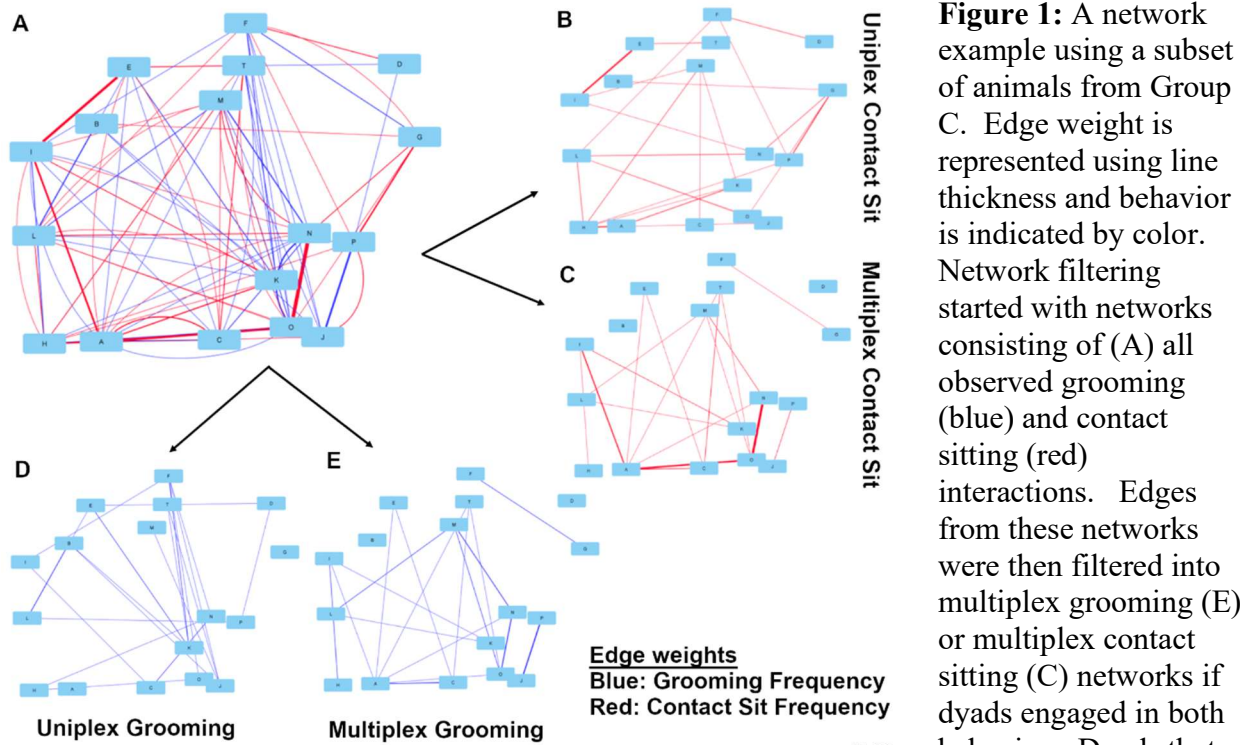 A
F
E
T
D
M
B
G
I
L
N
P
K
O
J
H
A
C
B
F
E
T
D
M
I
L
P
C
J
A
Uniplex Contact Sit
C
F
E
T
D
M
I
L
P
K
C
J
H
Multiplex Contact Sit
D
F
E
T
D
M
B
G
I
L
N
P
K
H
A
C
O
J
Uniplex Grooming
E
F
E
T
D
M
B
G
I
L
N
P
K
H
A
C
O
J
Multiplex Grooming
Edge weights
Blue: Grooming Frequency
Red: Contact Sit Frequency
Figure 1: A network
example using a subset
of animals from Group
C. Edge weight is
represented using line
thickness and behavior
is indicated by color.
Network filtering
started with networks
consisting of (A) all
observed grooming
(blue) and contact
sitting (red)
interactions. Edges
from these networks
were then filtered into
multiplex grooming (E)
or multiplex contact
sitting (C) networks if
dyads engaged in both